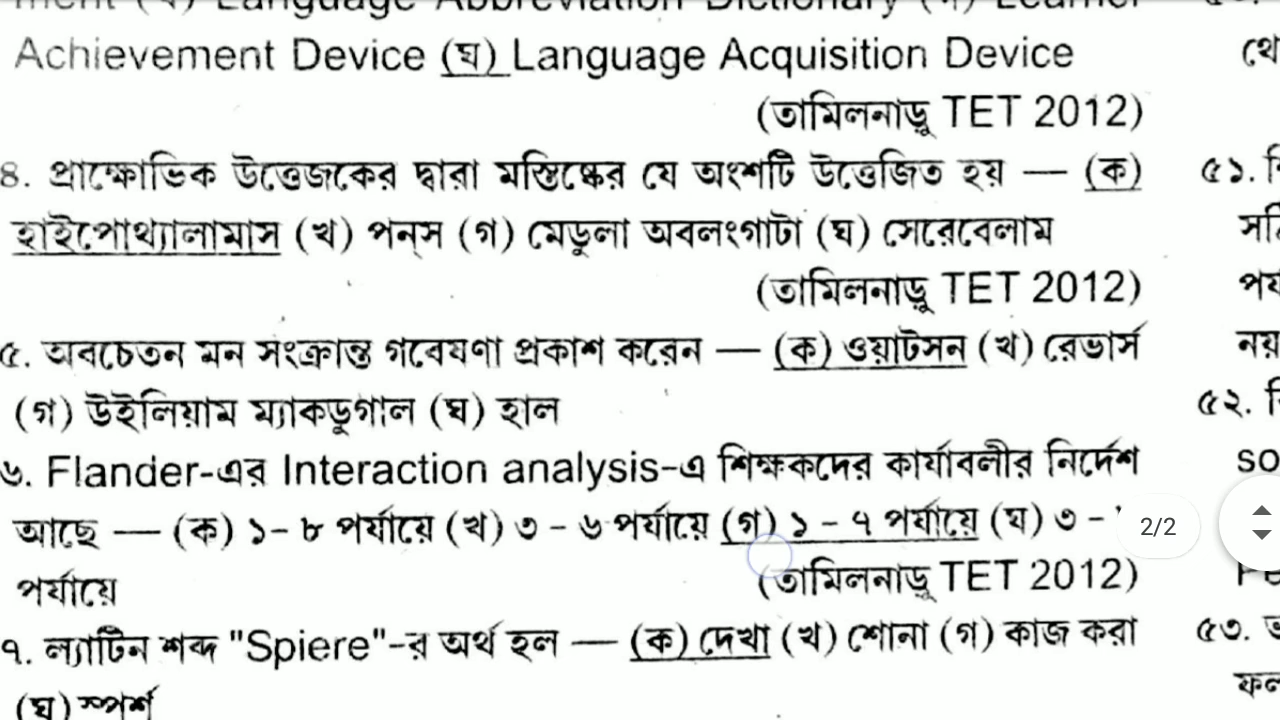 Achievement Device (ঘ) Language Acquisition Device
(তামিলনাড়ু TET 2012)
৪. প্রাক্ষোভিক উত্তেজকের দ্বারা মস্তিষ্কের যে অংশটি উত্তেজিত হয় — (ক)
হাইপোথ্যালামাস (খ) পন্‌স (গ) মেডুলা অবলংগাটা (ঘ) সেরেবেলাম
(তামিলনাড়ু TET 2012)
৫. অবচেতন মন সংক্রান্ত গবেষণা প্রকাশ করেন — (ক) ওয়াটসন (খ) রেভার্স
(গ) উইলিয়াম ম্যাকডুগাল (ঘ) হাল
৬. Flander-এর Interaction analysis-এ শিক্ষকদের কার্যাবলীর নির্দেশ
আছে — (ক) ১- ৮ পর্যায়ে (খ) ৩ - ৬ পর্যায়ে (গ) ১ - ৭ পর্যায়ে (ঘ) ৩ -
পর্যায়ে
(তামিলনাড়ু TET 2012)
৭. ল্যাটিন শব্দ "Spiere"-র অর্থ হল — (ক) দেখা (খ) শোনা (গ) কাজ করা
(ঘ) স্পর্শ
৫১.
৫২.
so
৫৩.
2/2